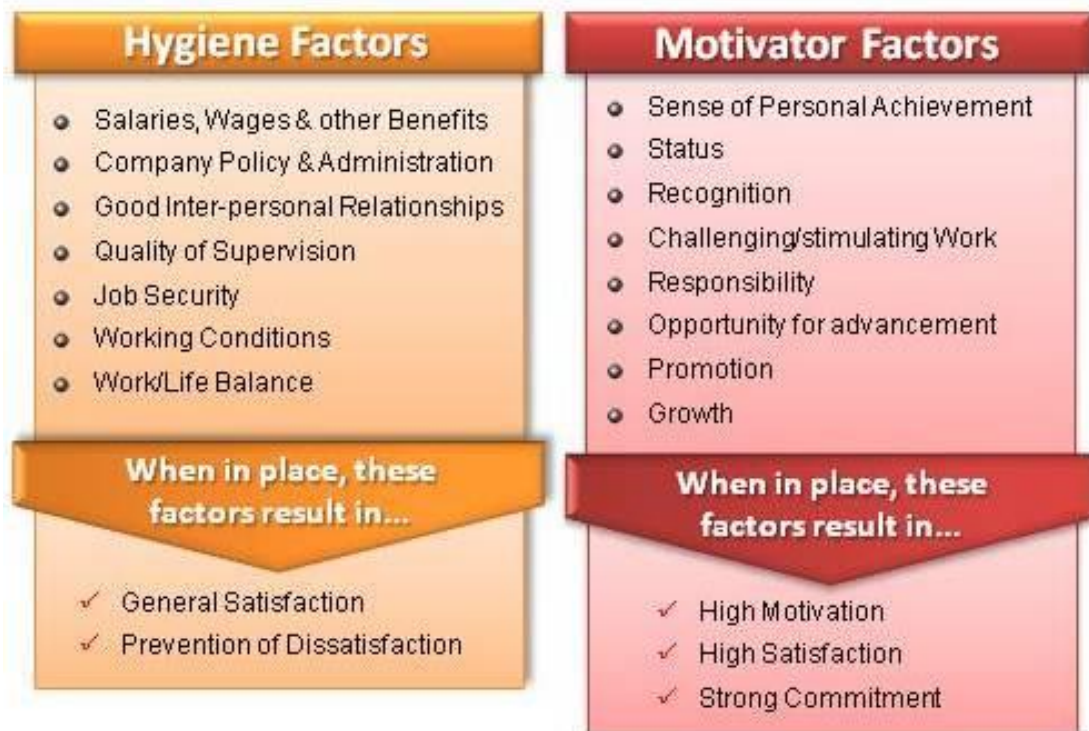 Hygiene Factors
Salaries, Wages & other Benefits
Company Policy & Administration
Good Inter-personal Relationships
Quality of Supervision
Job Security
Working Conditions
Work/Life Balance
When in place, these
factors result in...
General Satisfaction
Prevention of Dissatisfaction
Motivator Factors
Sense of Personal Achievement
Status
Recognition
Challenging/stimulating Work
Responsibility
Opportunity for advancement
Promotion
Growth
When in place, these
factors result in...
High Motivation
High Satisfaction
Strong Commitment